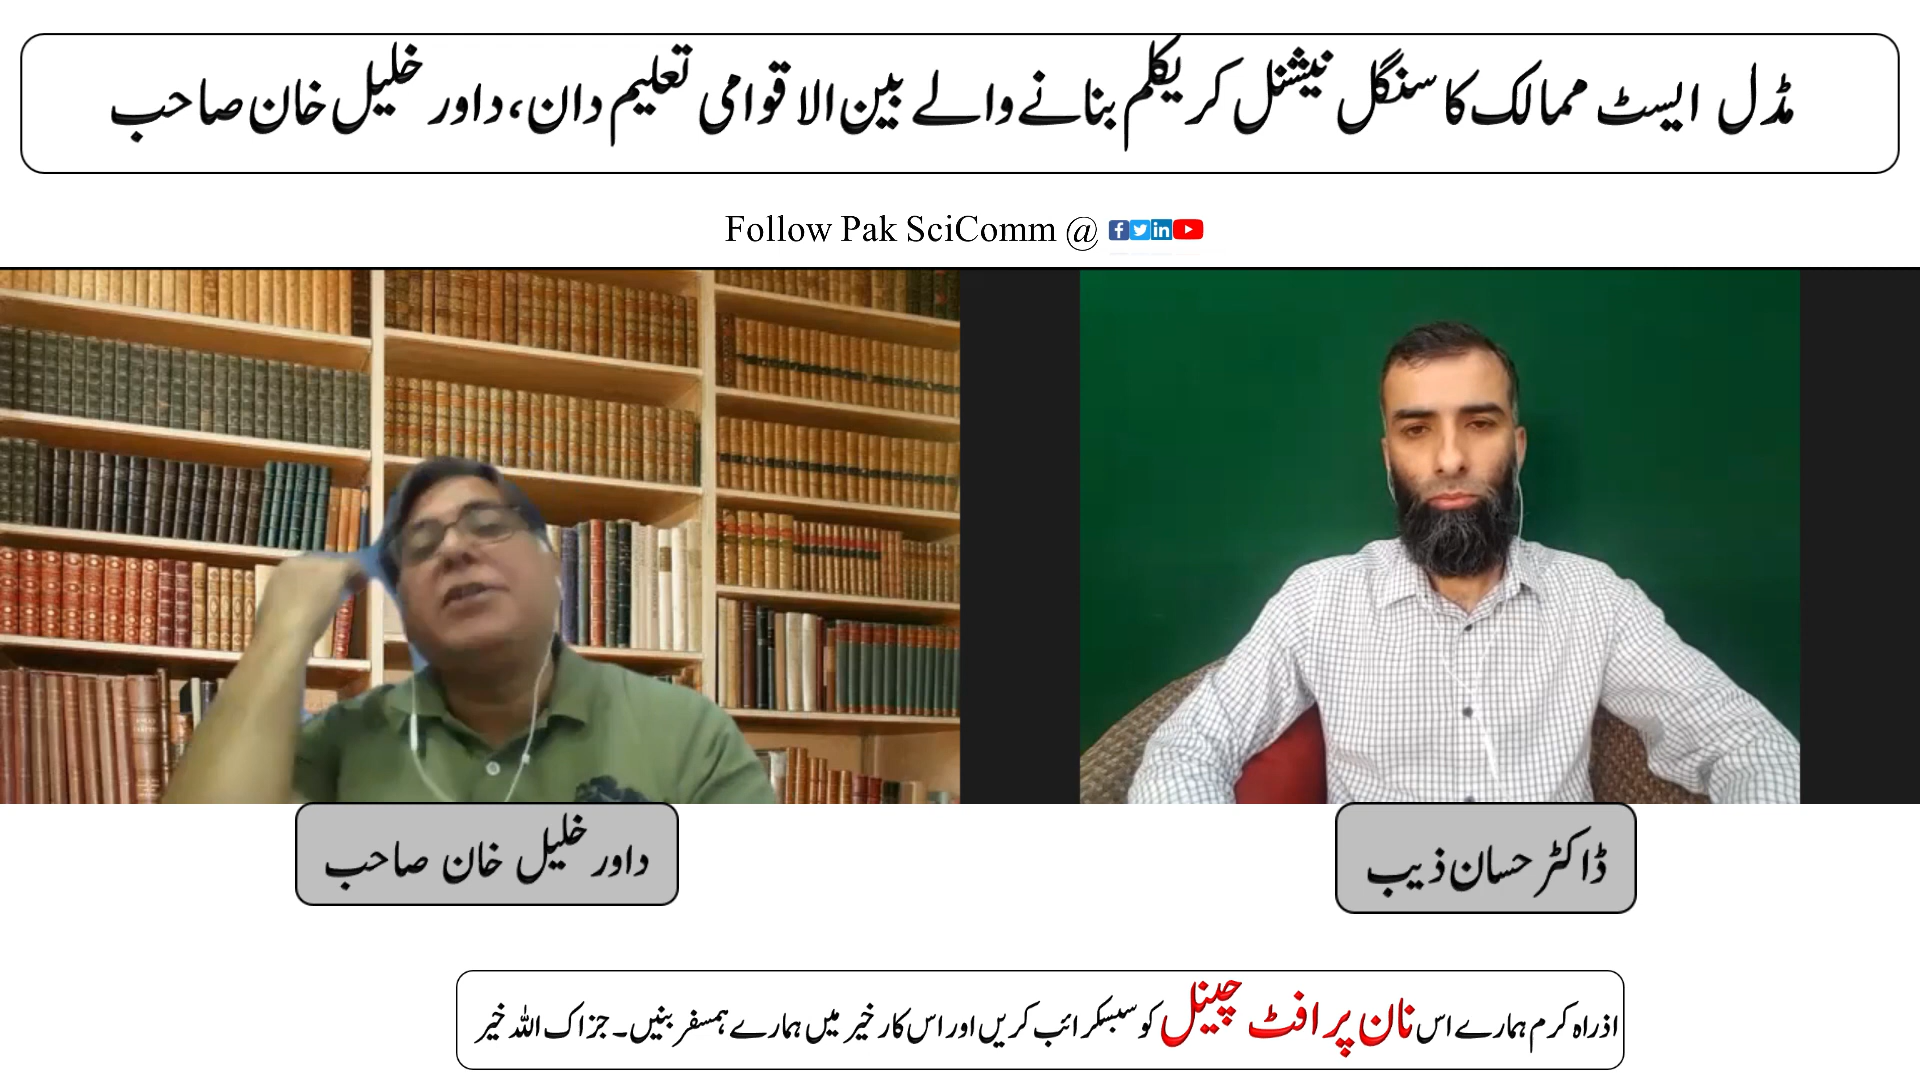 مڈل ایسٹ ممالک کا سنگل نیشنل کریکلم بنانے والے بین الاقوامی تعلیم دان، داور خلیل خان صاحب
Follow Pak SciComm @
داور خلیل خان صاحب
ڈاکٹر حسان ذیب
اذراہ کرم ہمارے اس نان پرافٹ چینل کو سبسکرائب کریں اور اس کار خیر میں ہمارے ہمسفر بنیں۔ جزاک اللہ خیر